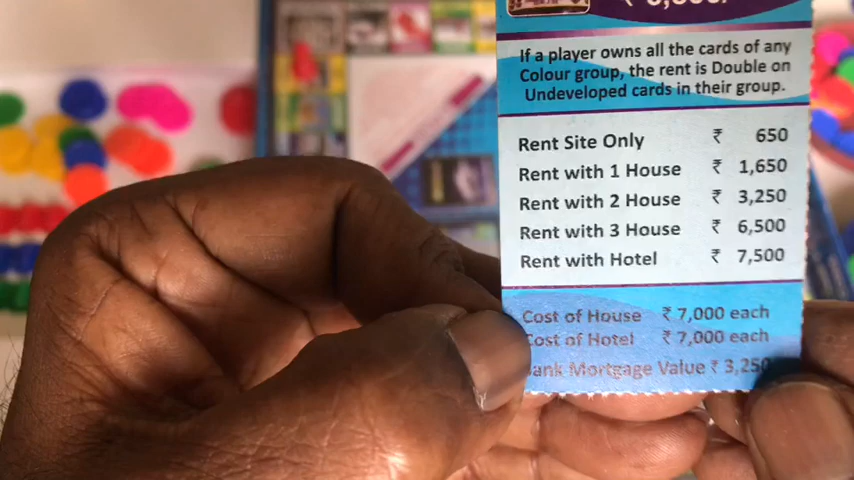 If a player owns all the cards of any
Colour group, the rent is Double on
Undeveloped cards in their group.
Rent Site Only ₹ 650
Rent with 1 House ₹ 1,650
Rent with 2 House ₹ 3,250
Rent with 3 House ₹ 6,500
Rent with Hotel ₹ 7,500
Cost of House ₹ 7,000 each
Cost of Hotel ₹ 7,000 each
Mortgage Value ₹ 3,250